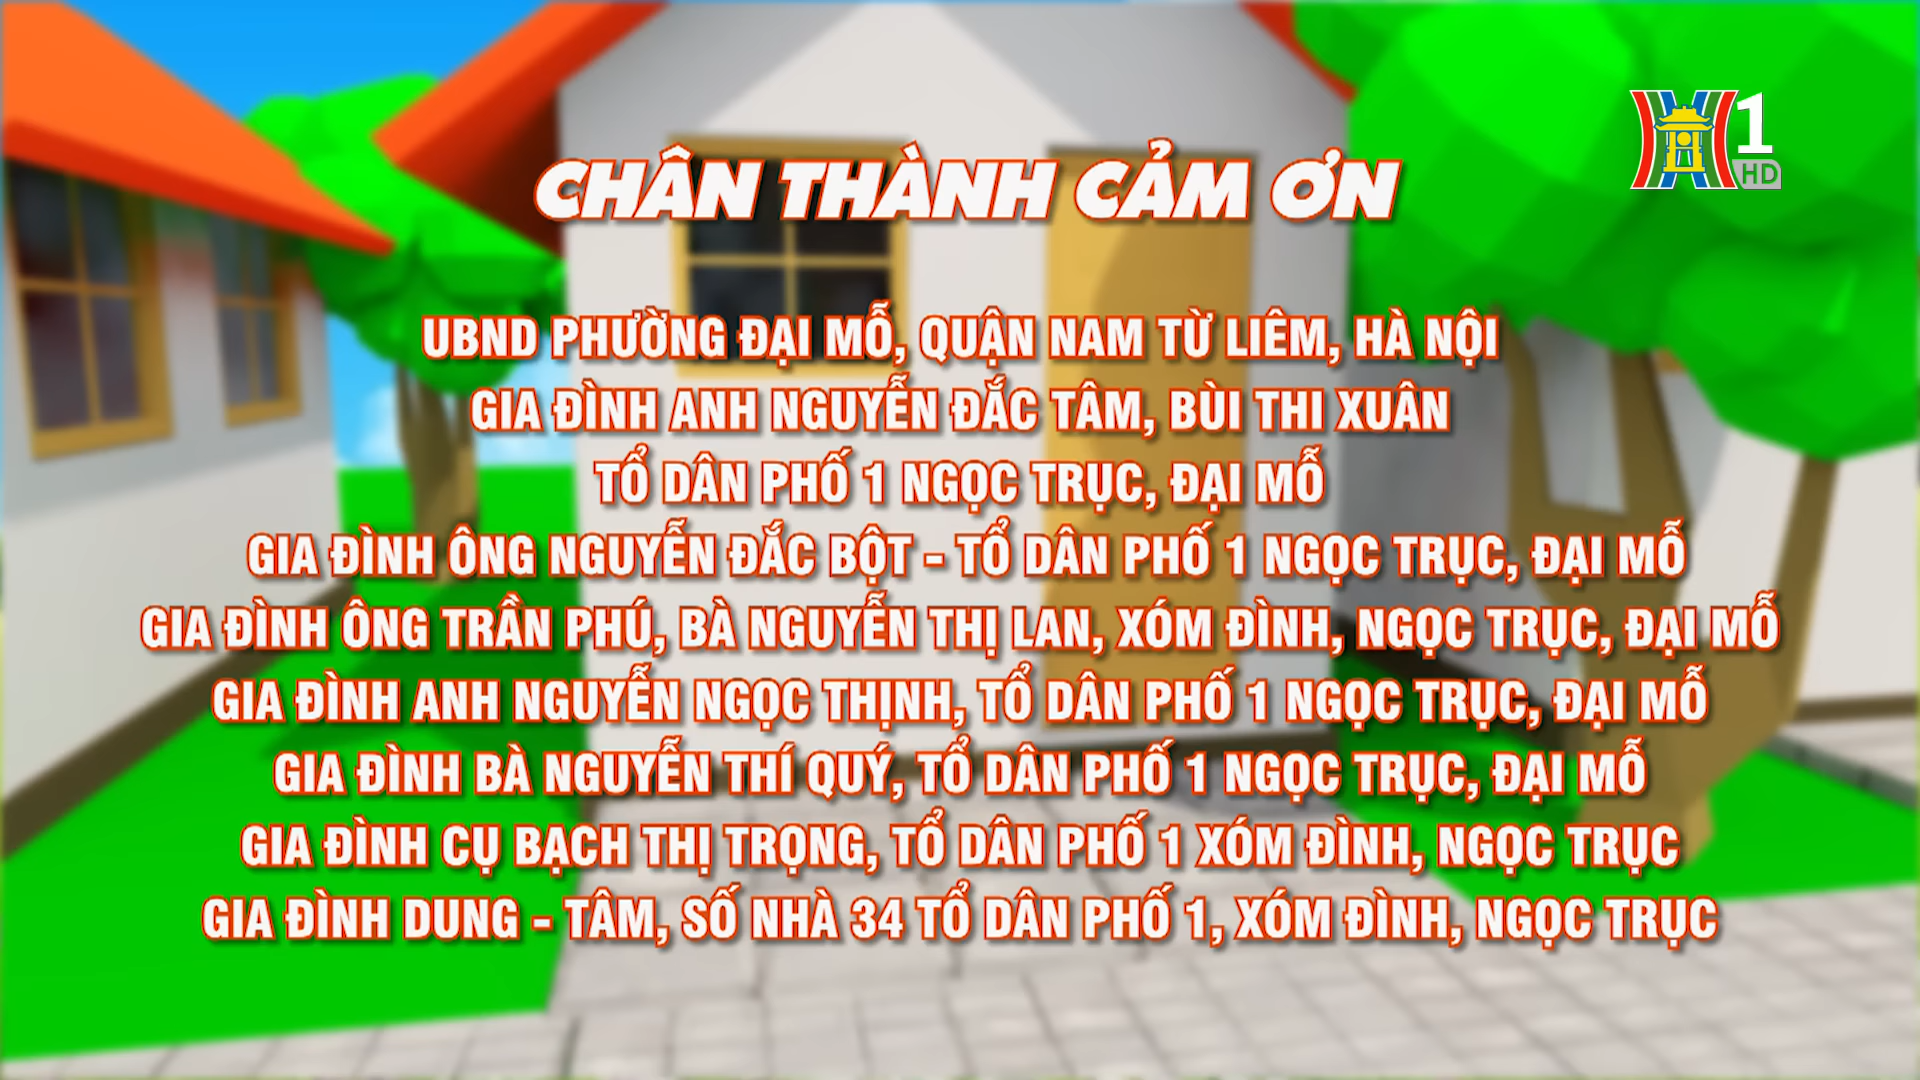 1
HD
CHÂN THÀNH CẢM ƠN
UBND PHƯỜNG ĐẠI MỖ, QUẬN NAM TỪ LIÊM, HÀ NỘI
GIA ĐÌNH ANH NGUYỄN ĐẮC TÂM, BÙI THI XUÂN
TỔ DÂN PHỐ 1 NGỌC TRỤC, ĐẠI MỖ
GIA ĐÌNH ÔNG NGUYỄN ĐẮC BỘT - TỔ DÂN PHỐ 1 NGỌC TRỤC, ĐẠI MỖ
GIA ĐÌNH ÔNG TRẦN PHÚ, BÀ NGUYỄN THỊ LAN, XÓM ĐÌNH, NGỌC TRỤC, ĐẠI MỖ
GIA ĐÌNH ANH NGUYỄN NGỌC THỊNH, TỔ DÂN PHỐ 1 NGỌC TRỤC, ĐẠI MỖ
GIA ĐÌNH BÀ NGUYỄN THÍ QUÝ, TỔ DÂN PHỐ 1 NGỌC TRỤC, ĐẠI MỖ
GIA ĐÌNH CỤ BẠCH THỊ TRỌNG, TỔ DÂN PHỐ 1 XÓM ĐÌNH, NGỌC TRỤC
GIA ĐÌNH DUNG - TÂM, SỐ NHÀ 34 TỔ DÂN PHỐ 1, XÓM ĐÌNH, NGỌC TRỤC